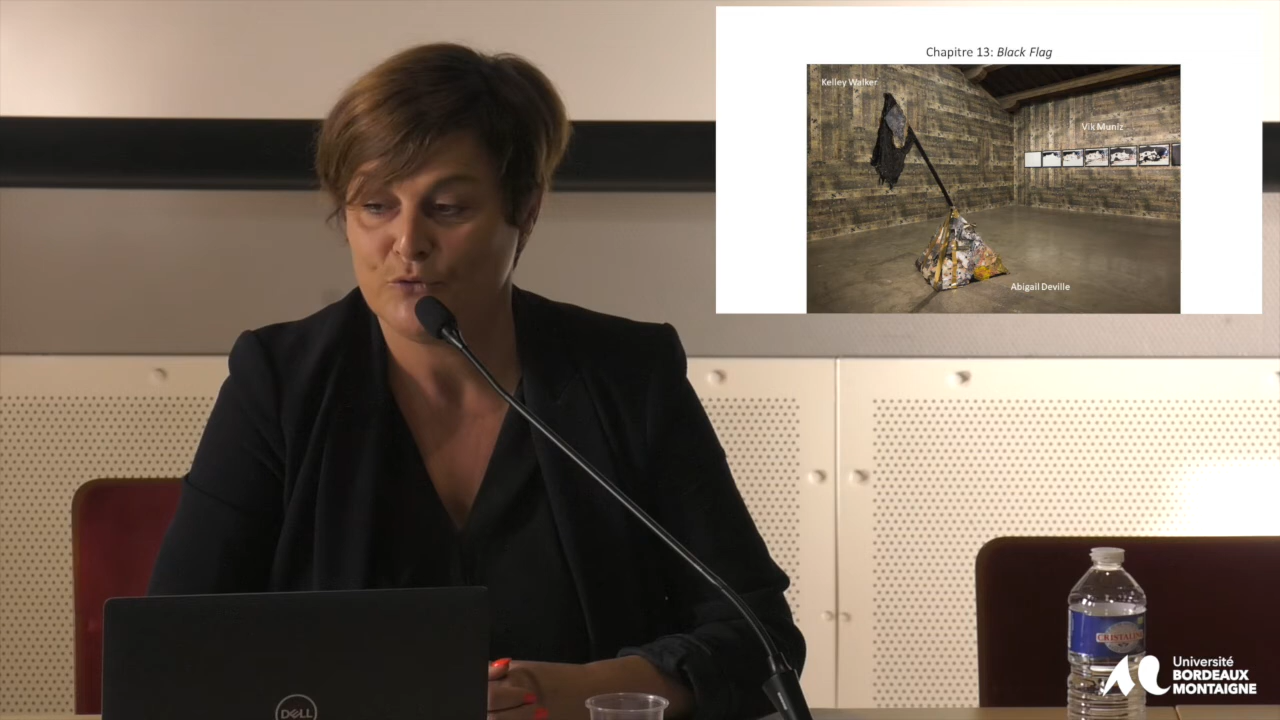 Chapitre 13: Black Flag
Kelley Walker
Vik Muniz
Abigail Deville
DELL
CRISTALINE
Université
BORDEAUX
MONTAIGNE